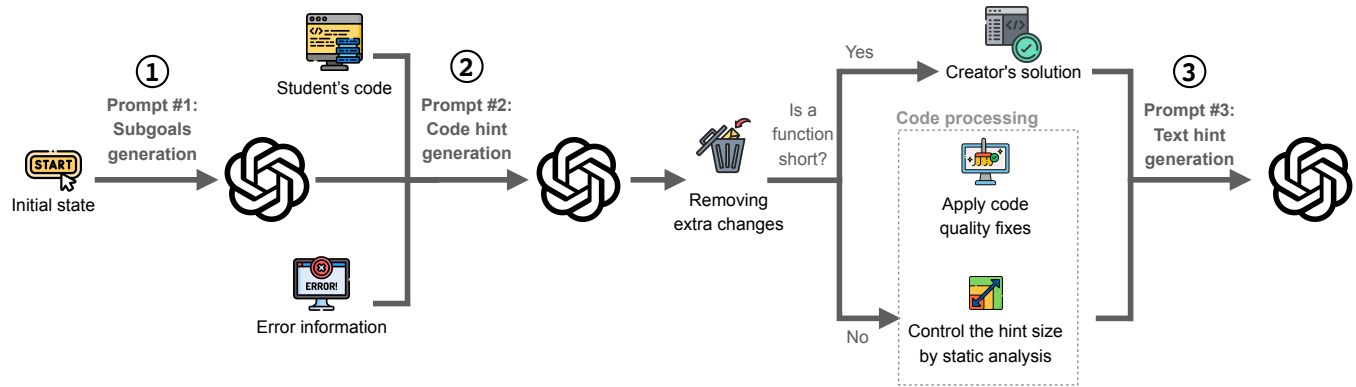 START
Initial state
1
Prompt #1:
Subgoals
generation
</>
Student's code
ERROR!
Error information
2
Prompt #2:
Code hint
generation
Removing
extra changes
Is a
function
short?
Yes
</>
Creator's solution
No
Code processing
Apply code
quality fixes
Control the hint size
by static analysis
3
Prompt #3:
Text hint
generation